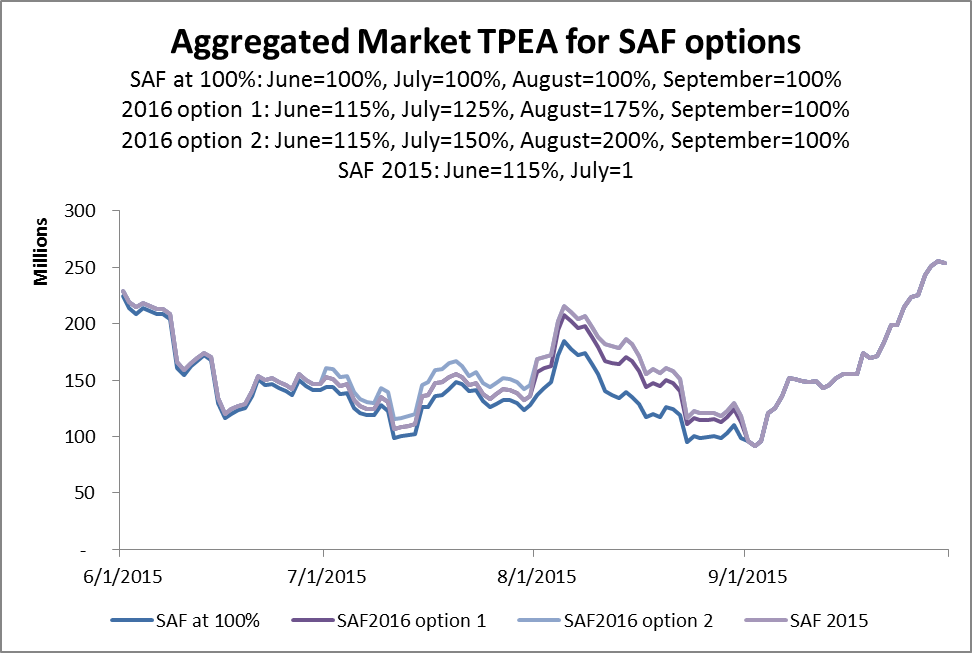 Aggregated Market TPEA for SAF options
SAF at 100%: June=100%, July=100%, August=100%, September=100%
2016 option 1: June=115%, July=125%, August=175%, September=100%
2016 option 2: June=115%, July=150%, August=200%, September=100%
SAF 2015: June=115%, July=1
Millions
300
250
200
150
100
50
-
6/1/2015 7/1/2015 8/1/2015 9/1/2015
SAF at 100% SAF2016 option 1 SAF2016 option 2 SAF 2015